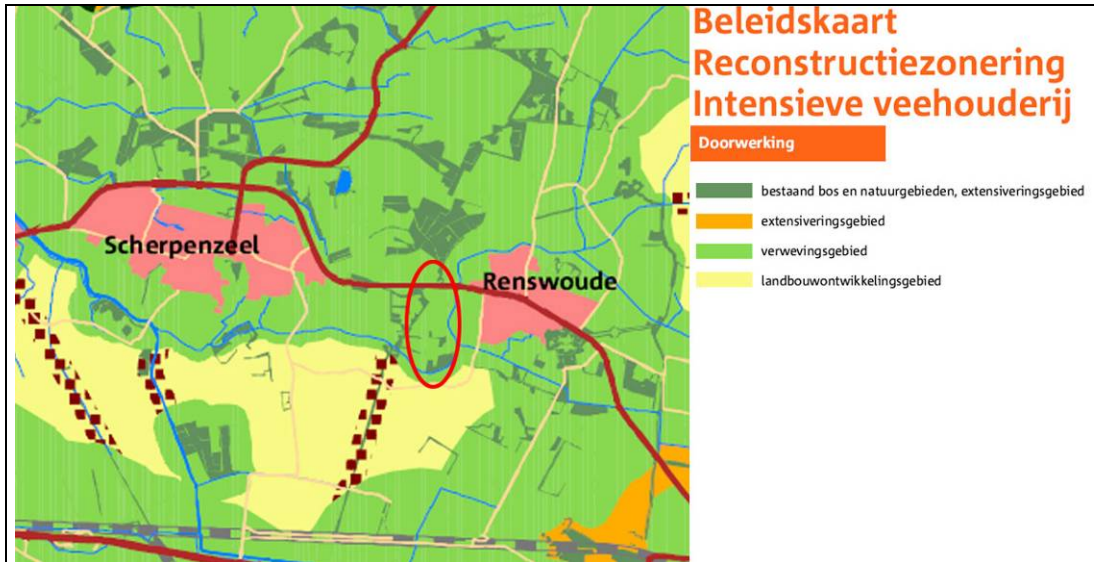 Beleidskaart
Reconstructiezonering
Intensieve veehouderij
Doorwerking
bestaand bos en natuurgebieden, extensiveringsgebied
extensiveringsgebied
verwevingsgebied
landbouwontwikkelingsgebied
Scherpenzeel
Renswoude